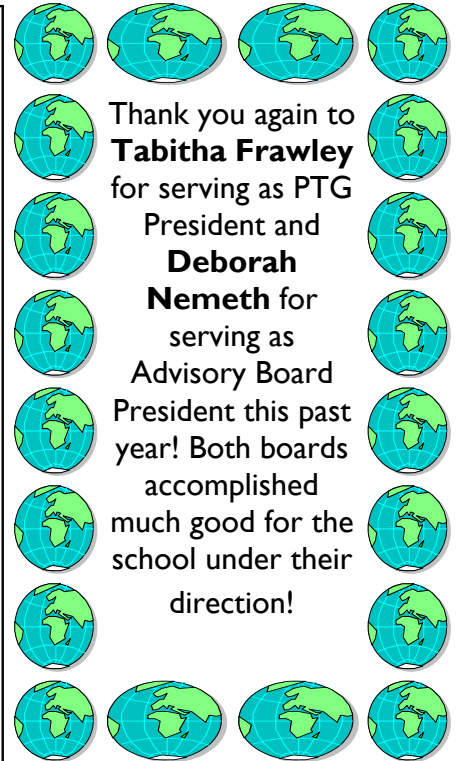 Thank you again to
Tabitha Frawley
for serving as PTG
President and
Deborah
Nemeth for
serving as
Advisory Board
President this past
year! Both boards
accomplished
much good for the
school under their
direction!